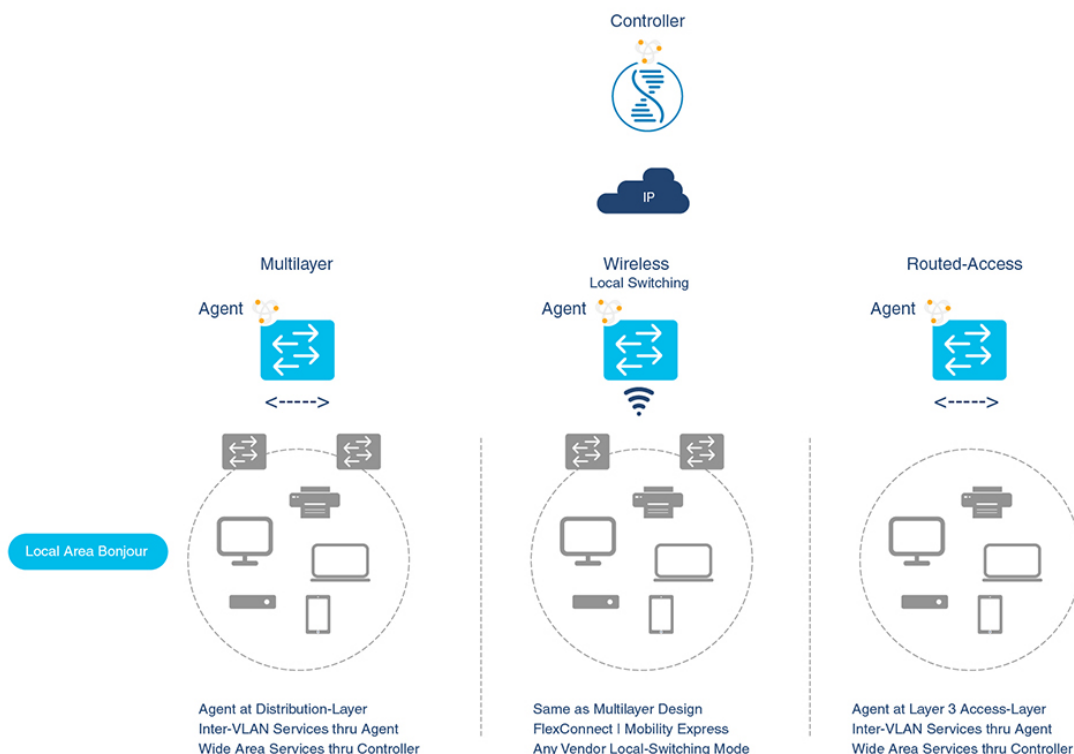 Controller
IP
Multilayer
Wireless
Local Switching
Routed-Access
Agent
Agent
Agent
<----->
<----->
Local Area Bonjour
Agent at Distribution-Layer
Inter-VLAN Services thru Agent
Wide Area Services thru Controller
Same as Multilayer Design
FlexConnect | Mobility Express
Any Vendor Local-Switching Mode
Agent at Layer 3 Access-Layer
Inter-VLAN Services thru Agent
Wide Area Services thru Controller